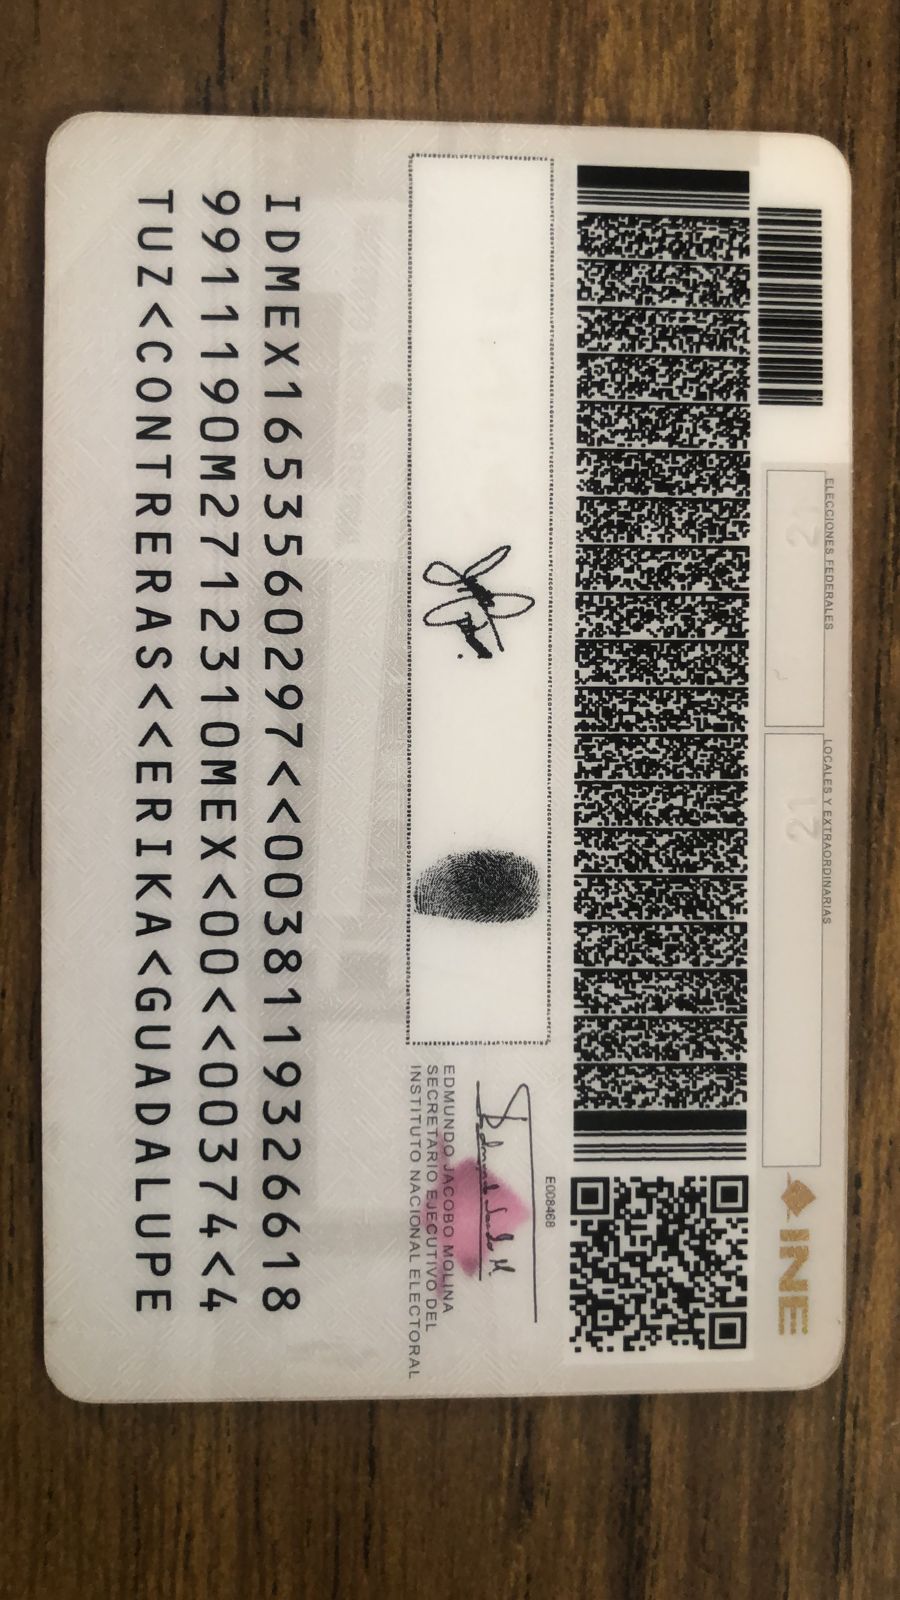 ELECCIONES FEDERALES
LOCALES Y EXTRAORDINARIAS
INE
E008468
EDMUNDO JACOBO MOLINA
SECRETARIO EJECUTIVO DEL
INSTITUTO NACIONAL ELECTORAL
IDMEX1653560297<<0038119326618
9911190M2712310MEX<00<<00374<4
TUZ<CONTRERAS<<ERIKA<GUADALUPE